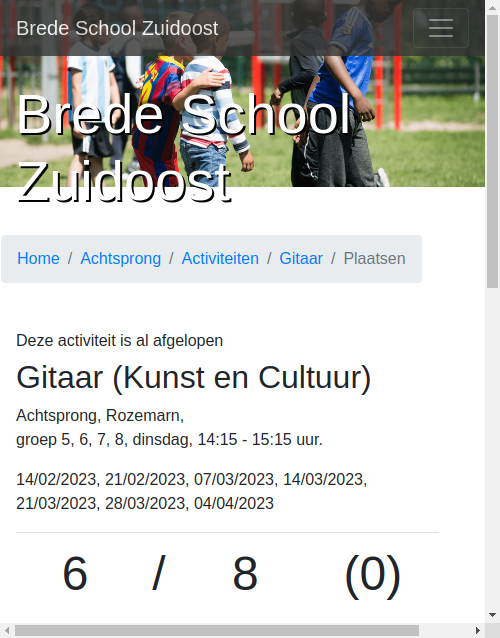 Brede School Zuidoost
Brede School
Zuidoost
Home / Achtsprong / Activiteiten / Gitaar / Plaatsen
Deze activiteit is al afgelopen
Gitaar (Kunst en Cultuur)
Achtsprong, Rozemarn,
groep 5, 6, 7, 8, dinsdag, 14:15 - 15:15 uur.
14/02/2023, 21/02/2023, 07/03/2023, 14/03/2023,
21/03/2023, 28/03/2023, 04/04/2023
6 / 8 (0)